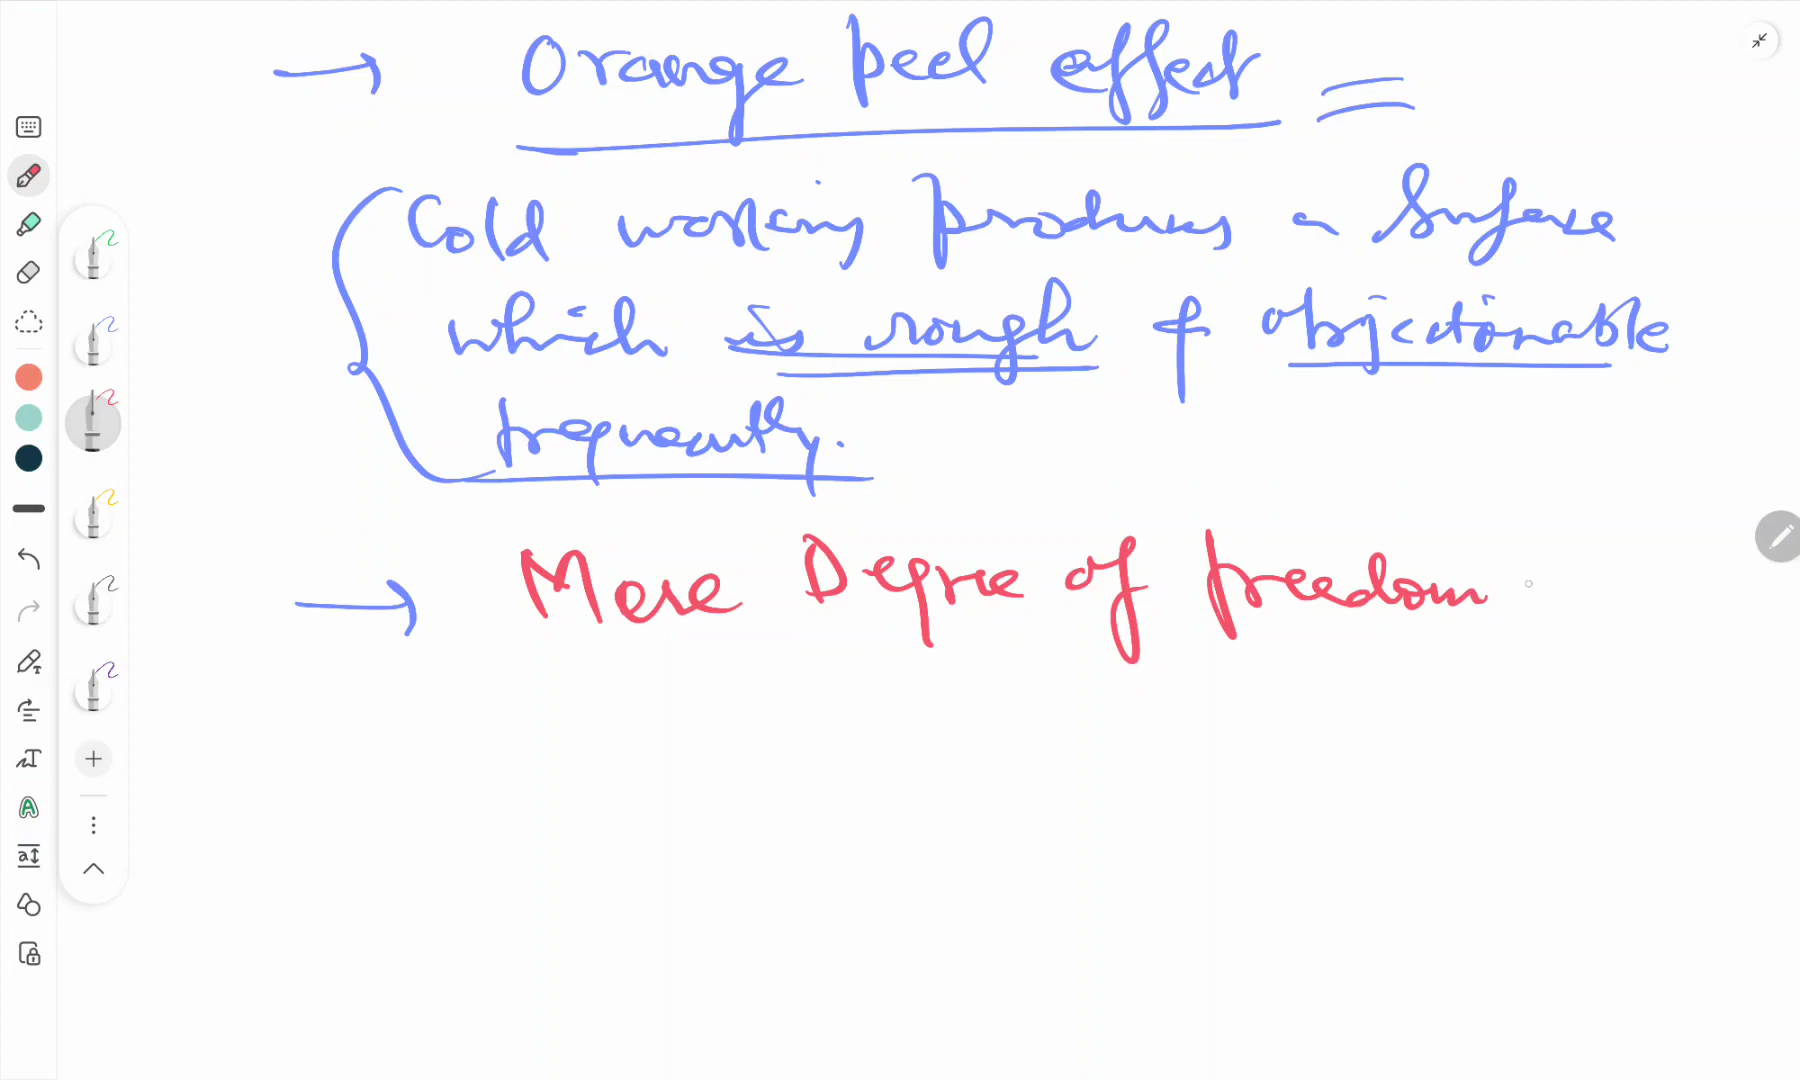 → Orange peel effect =
Cold working produces a surface
which is rough & objectionable
frequently.
→ More Degree of freedom